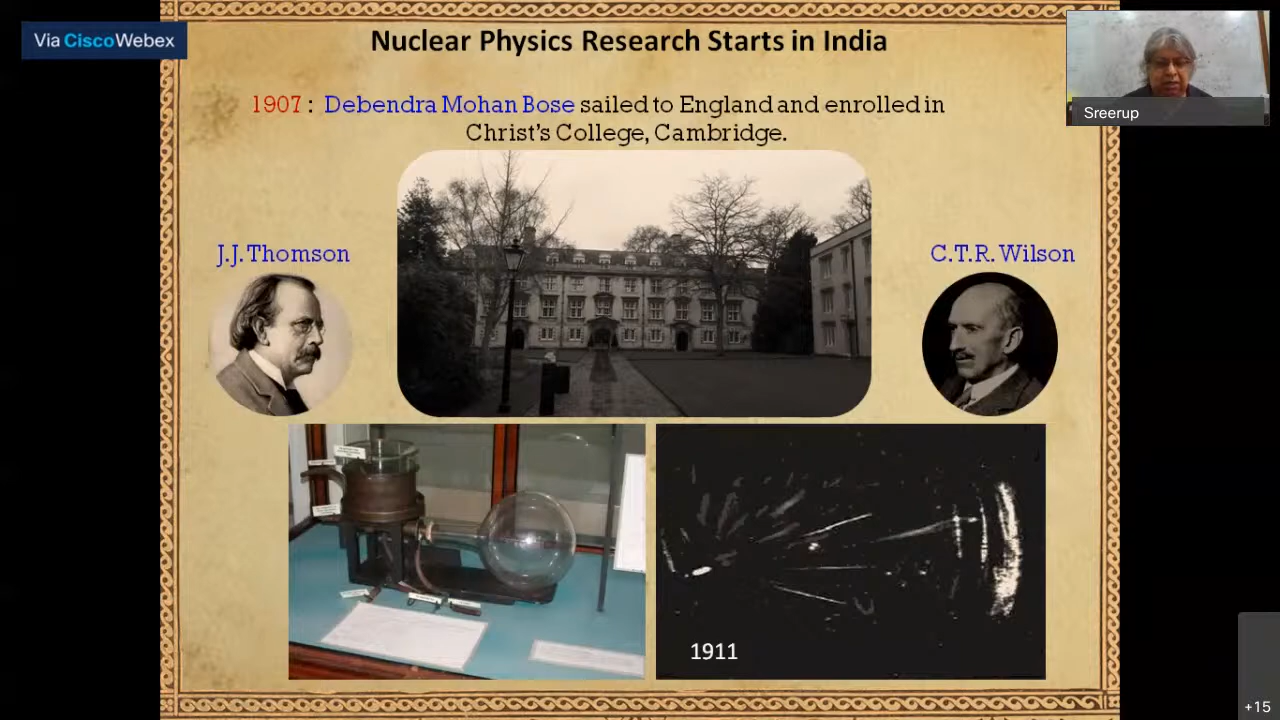 Via CiscoWebex
Nuclear Physics Research Starts in India
1907 : Debendra Mohan Bose sailed to England and enrolled in
Christ's College, Cambridge.
J.J. Thomson
C.T.R. Wilson
Sreerup
1911
+15